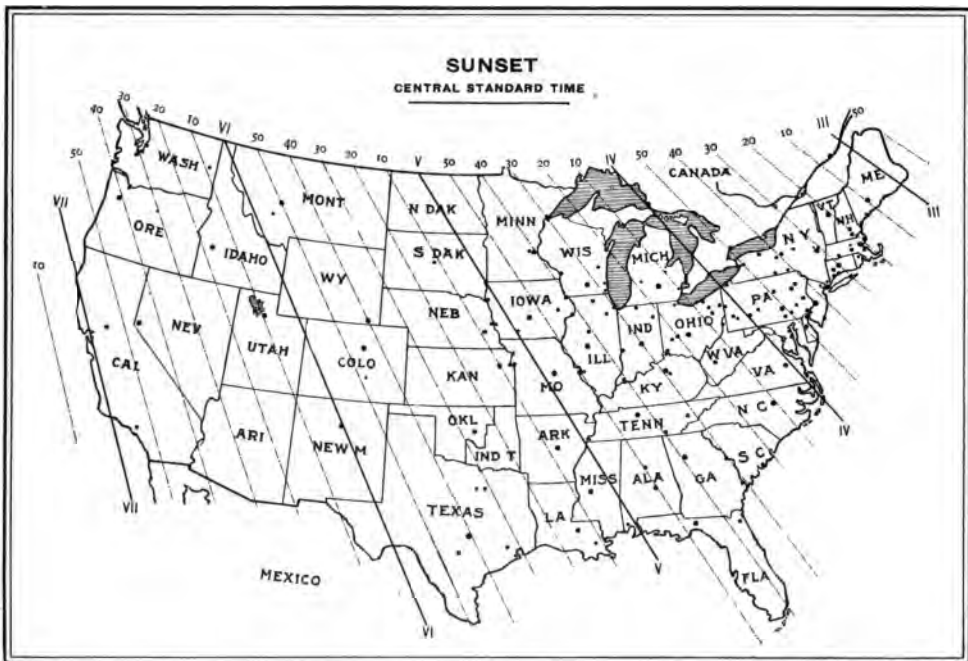 SUNSET
CENTRAL STANDARD TIME
40 30 20 10 VI 50 40 30 20 10 V 50 40 30 20 10 IV 50 40 30 20 10 III 50
50
VII
10
CANADA
WASH
MONT
N DAK
MINN
ME
VT
NH
ORE
IDAHO
S DAK
WIS
MICH
N Y
III
WY
IOWA
PA
NEB
NEV
UTAH
COLO
CAL
KAN
ILL
IND
OHIO
W VA
VA
MO
KY
ARI
NEW M
OKL
IND T
ARK
TENN
N C
IV
S C
MISS
ALA
GA
TEXAS
LA
VII
V
FLA
MEXICO
VI